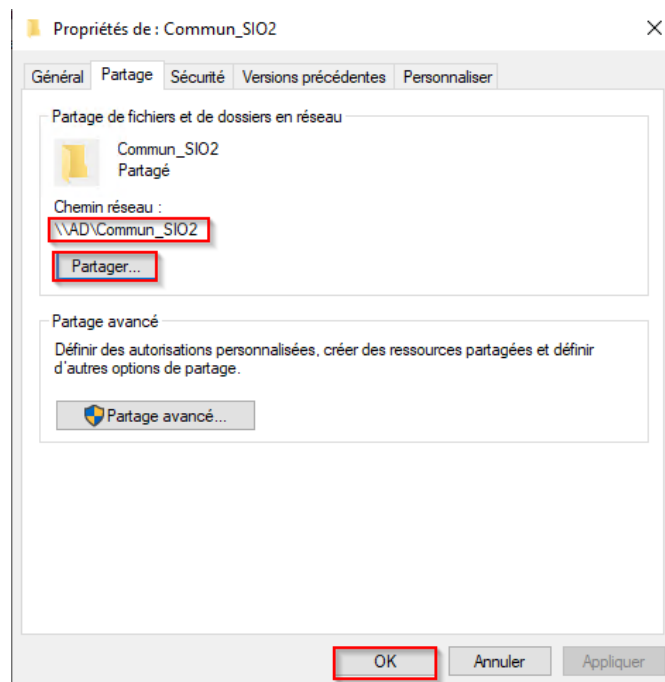 Propriétés de : Commun_SIO2
Général Partage Sécurité Versions précédentes Personnaliser
Partage de fichiers et de dossiers en réseau
Commun_SIO2
Partagé
Chemin réseau :
\\AD\Commun_SIO2
Partager...
Partage avancé
Définir des autorisations personnalisées, créer des ressources partagées et définir
d'autres options de partage.
Partage avancé...
OK Annuler Appliquer